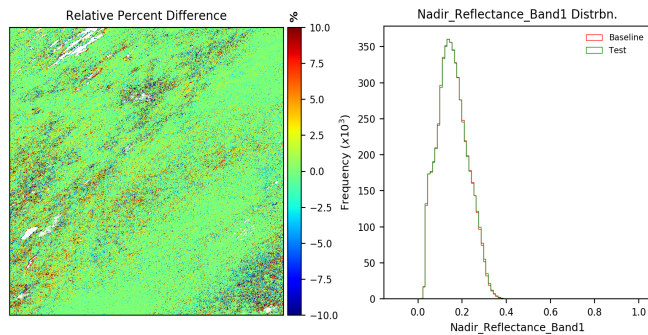 Relative Percent Difference
%
10.0
7.5
5.0
2.5
0.0
−2.5
−5.0
−7.5
−10.0
Nadir_Reflectance_Band1 Distrbn.
Baseline
Test
Frequency (x10³)
350
300
250
200
150
100
50
0
0.0 0.2 0.4 0.6 0.8 1.0
Nadir_Reflectance_Band1